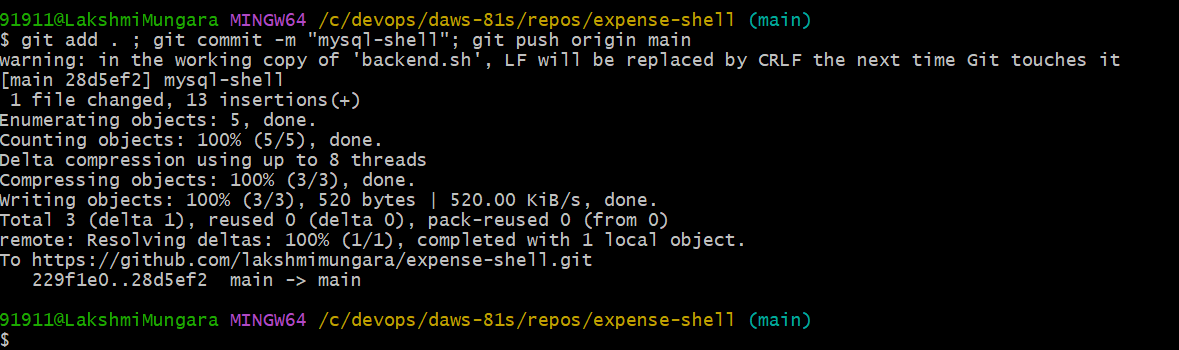 91911@LakshmiMungara MINGW64 /c/devops/daws-81s/repos/expense-shell (main)
$ git add . ; git commit -m "mysql-shell"; git push origin main
warning: in the working copy of 'backend.sh', LF will be replaced by CRLF the next time Git touches it
[main 28d5ef2] mysql-shell
 1 file changed, 13 insertions(+)
Enumerating objects: 5, done.
Counting objects: 100% (5/5), done.
Delta compression using up to 8 threads
Compressing objects: 100% (3/3), done.
Writing objects: 100% (3/3), 520 bytes | 520.00 KiB/s, done.
Total 3 (delta 1), reused 0 (delta 0), pack-reused 0 (from 0)
remote: Resolving deltas: 100% (1/1), completed with 1 local object.
To https://github.com/lakshmimungara/expense-shell.git
   229f1e0..28d5ef2  main -> main
91911@LakshmiMungara MINGW64 /c/devops/daws-81s/repos/expense-shell (main)
$